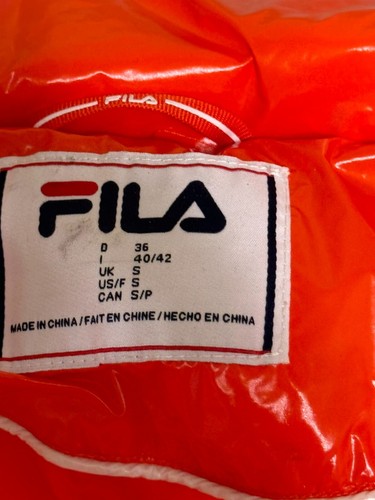 FILA
FILA
D 36
I 40/42
UK S
US/F S
CAN S/P
MADE IN CHINA / FAIT EN CHINE / HECHO EN CHINA